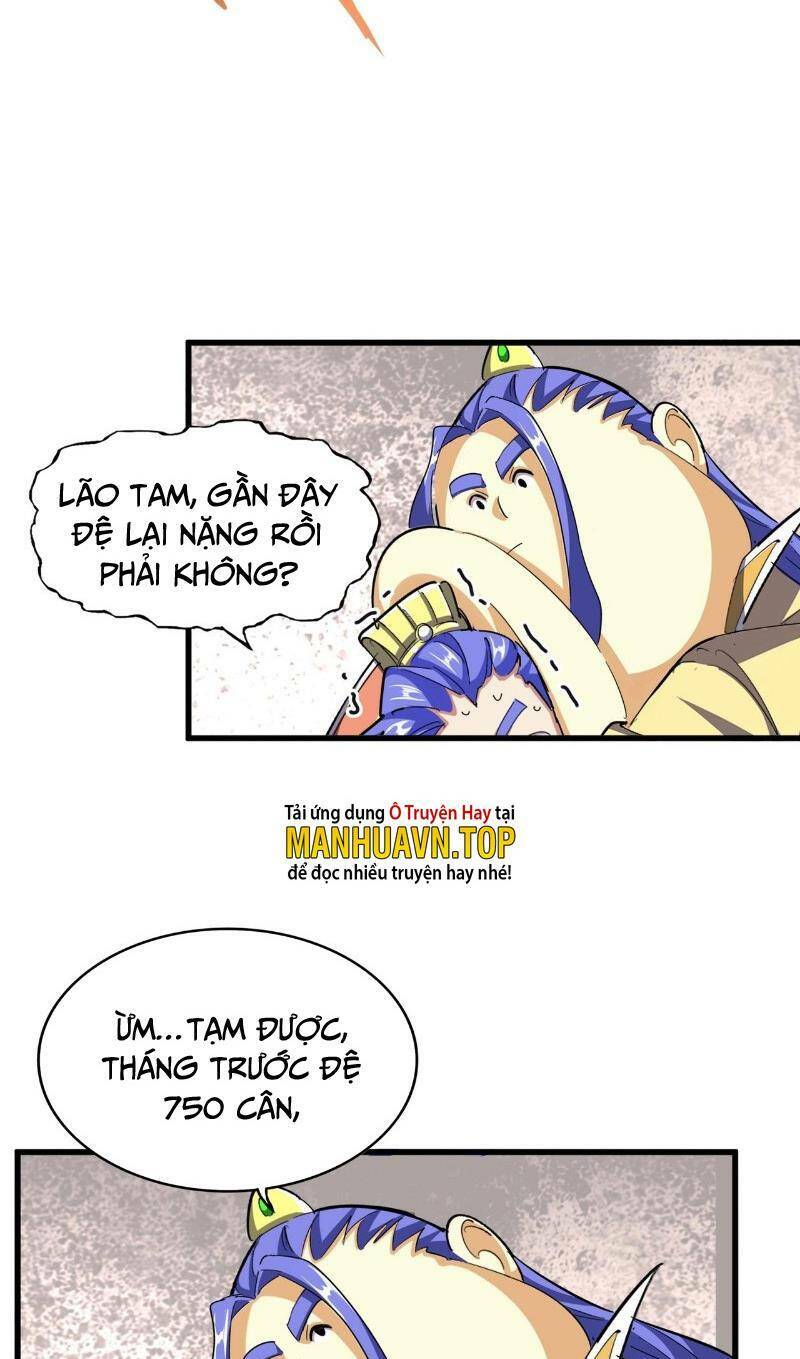 LÃO TAM, GẦN ĐÂY
ĐỆ LẠI NẶNG RỒI
PHẢI KHÔNG?
Tải ứng dụng Ô Truyện Hay tại
MANHUAVN.TOP
để đọc nhiều truyện hay nhé!
ỪM...TẠM ĐƯỢC,
THÁNG TRƯỚC ĐỆ
750 CÂN,